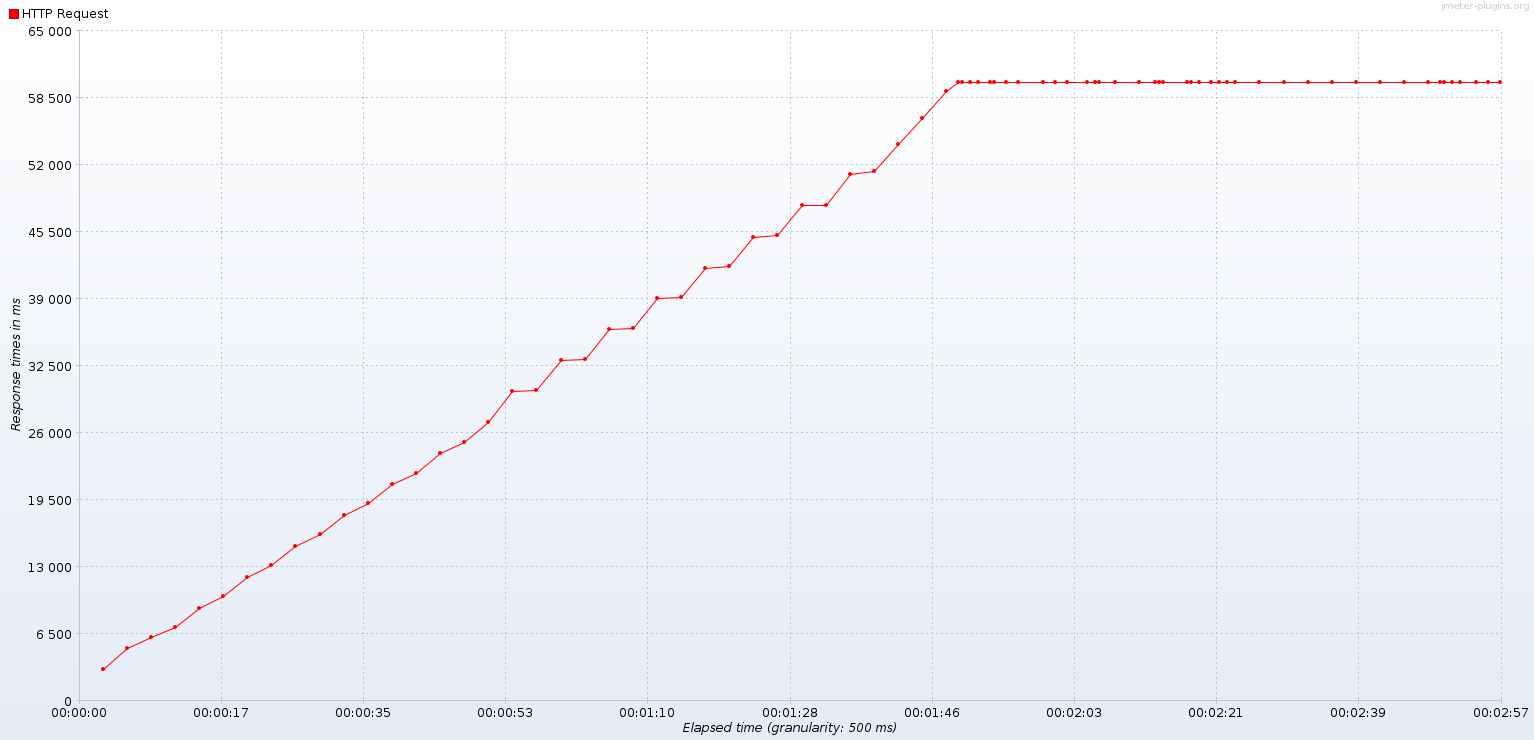 HTTP Request
jmeter-plugins.org
65 000
58 500
52 000
45 500
39 000
32 500
26 000
19 500
13 000
6 500
0
Response times in ms
00:00:00 00:00:17 00:00:35 00:00:53 00:01:10 00:01:28 00:01:46 00:02:03 00:02:21 00:02:39 00:02:57
Elapsed time (granularity: 500 ms)